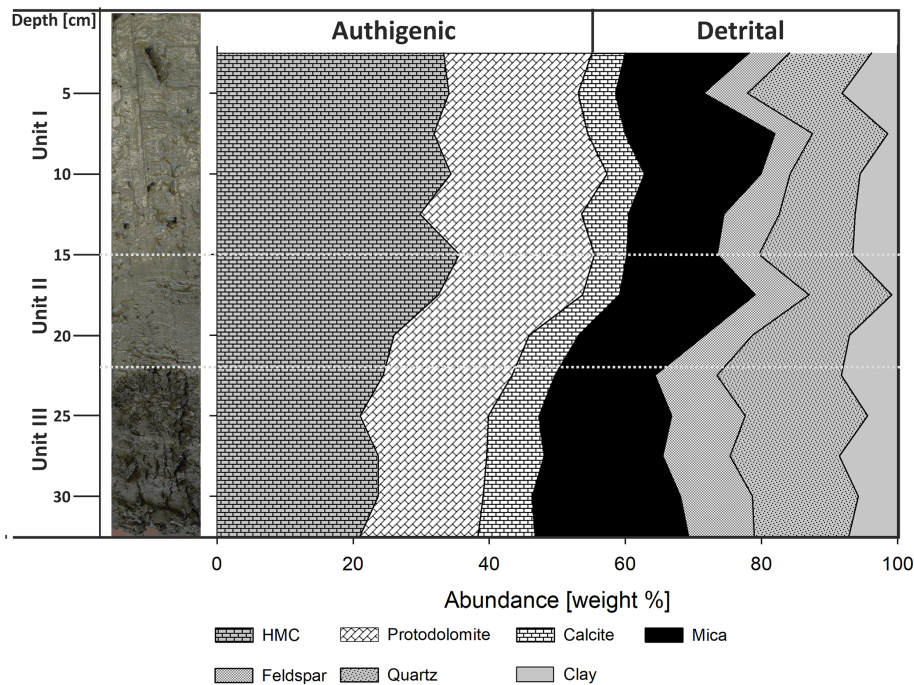 Depth [cm]
Authigenic
Detrital
5
10
15
20
25
30
Unit I
Unit II
Unit III
0
20
40
60
80
100
Abundance [weight %]
HMC
Protodolomite
Calcite
Mica
Feldspar
Quartz
Clay